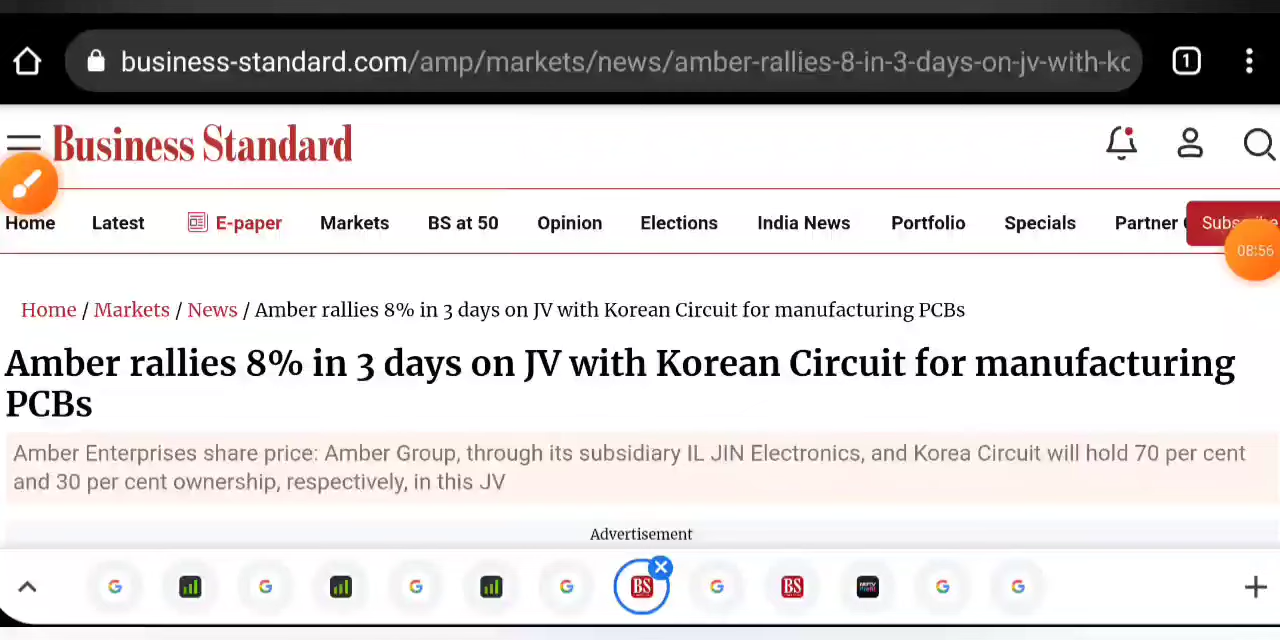 business-standard.com/amp/markets/news/amber-rallies-8-in-3-days-on-jv-with-kc
1
Business Standard
Home Latest E-paper Markets BS at 50 Opinion Elections India News Portfolio Specials Partner
08:56
Home / Markets / News / Amber rallies 8% in 3 days on JV with Korean Circuit for manufacturing PCBs
Amber rallies 8% in 3 days on JV with Korean Circuit for manufacturing
PCBs
Amber Enterprises share price: Amber Group, through its subsidiary IL JIN Electronics, and Korea Circuit will hold 70 per cent
and 30 per cent ownership, respectively, in this JV
Advertisement
BS BS